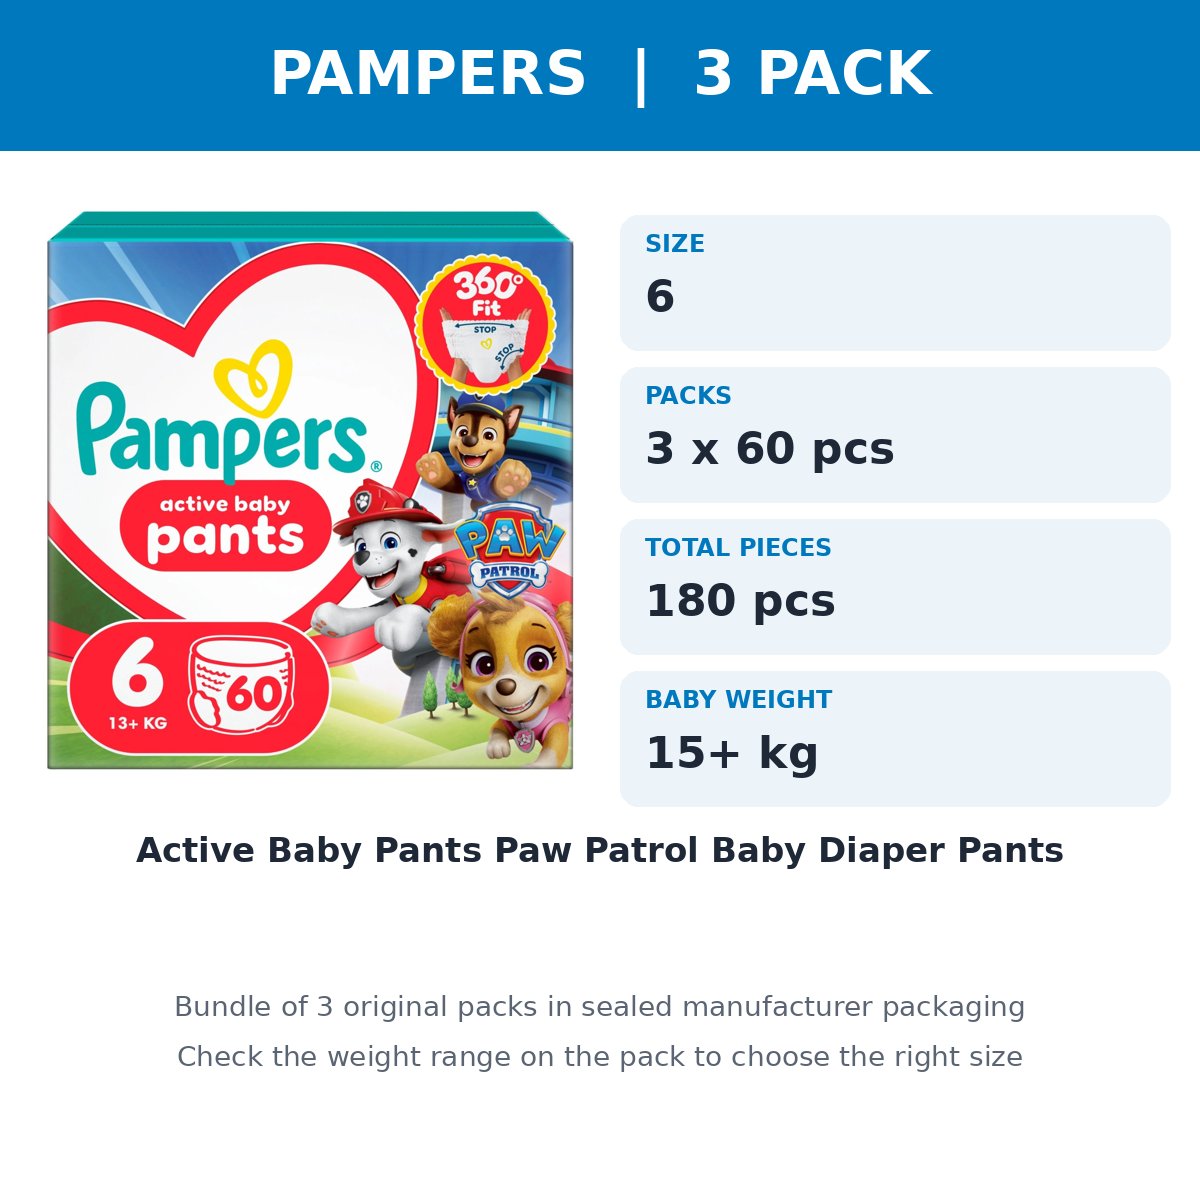 PAMPERS | 3 PACK
360°
Fit
STOP
STOP
Pampers®
active baby
pants
PAW
PATROL
6
13+ KG
60
SIZE
6
PACKS
3 x 60 pcs
TOTAL PIECES
180 pcs
BABY WEIGHT
15+ kg
Active Baby Pants Paw Patrol Baby Diaper Pants
Bundle of 3 original packs in sealed manufacturer packaging
Check the weight range on the pack to choose the right size